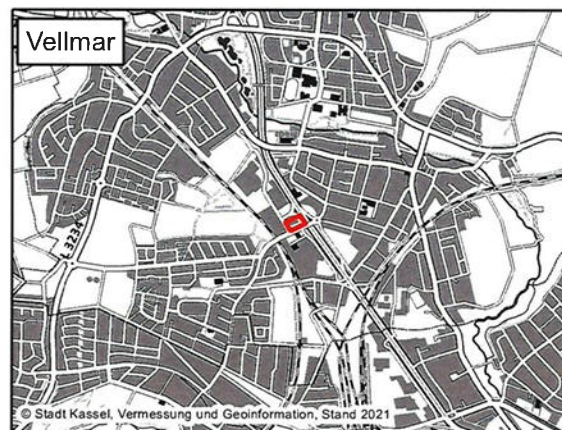 Vellmar
L 3234
© Stadt Kassel, Vermessung und Geoinformation, Stand 2021